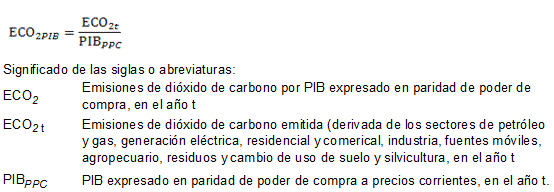 ECO₂PIB = ECO₂t / PIBPPC
Significado de las siglas o abreviaturas:
ECO₂ Emisiones de dióxido de carbono por PIB expresado en paridad de poder de
compra, en el año t
ECO₂ t Emisiones de dióxido de carbono emitida (derivada de los sectores de petróleo
y gas, generación eléctrica, residencial y comerical, industria, fuentes móviles,
agropecuario, residuos y cambio de uso de suelo y silvicultura, en el año t
PIBPPC PIB expresado en paridad de poder de compra a precios corrientes, en el año t.